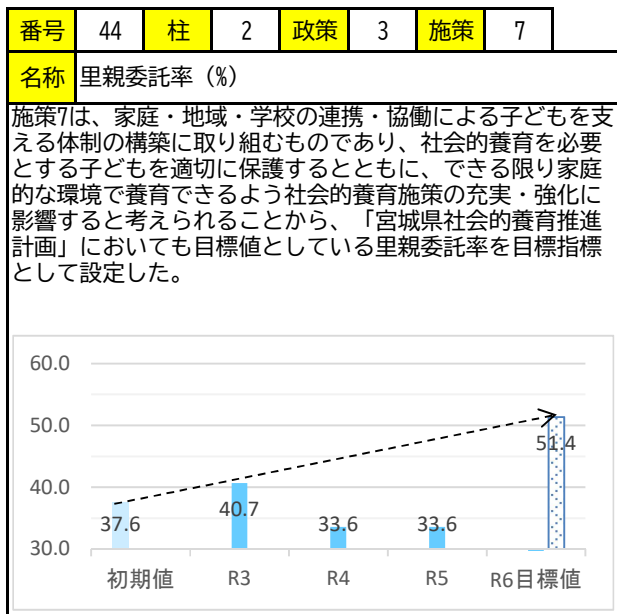 番号 44 柱 2 政策 3 施策 7
名称 里親委託率（%）
施策7は、家庭・地域・学校の連携・協働による子どもを支
える体制の構築に取り組むものであり、社会的養育を必要
とする子どもを適切に保護するとともに、できる限り家庭
的な環境で養育できるよう社会的養育施策の充実・強化に
影響すると考えられることから、「宮城県社会的養育推進
計画」においても目標値としている里親委託率を目標指標
として設定した。
60.0
50.0
40.0
30.0
37.6
40.7
33.6
33.6
51.4
初期値 R3 R4 R5 R6目標値